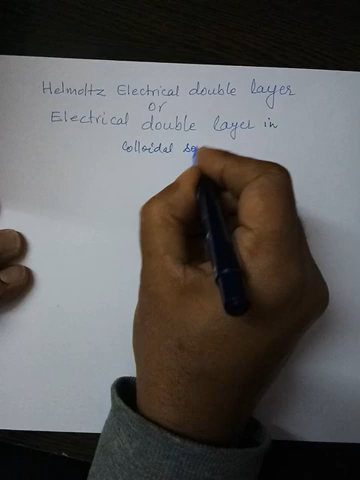 Helmoltz Electrical double layer
or
Electrical double layer in
Colloidal